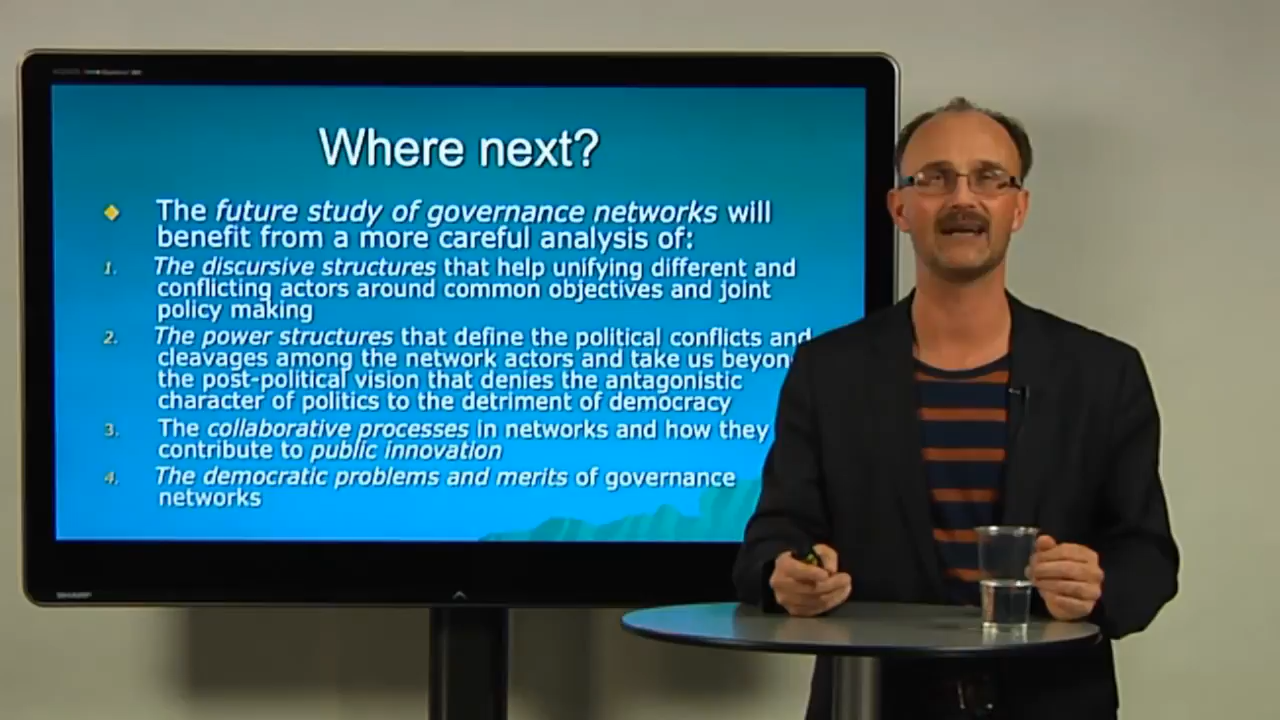 Where next?
The future study of governance networks will
benefit from a more careful analysis of:
1. The discursive structures that help unifying different and
conflicting actors around common objectives and joint
policy making
2. The power structures that define the political conflicts and
cleavages among the network actors and take us beyon
the post-political vision that denies the antagonistic
character of politics to the detriment of democracy
3. The collaborative processes in networks and how they
contribute to public innovation
4. The democratic problems and merits of governance
networks
SHARP